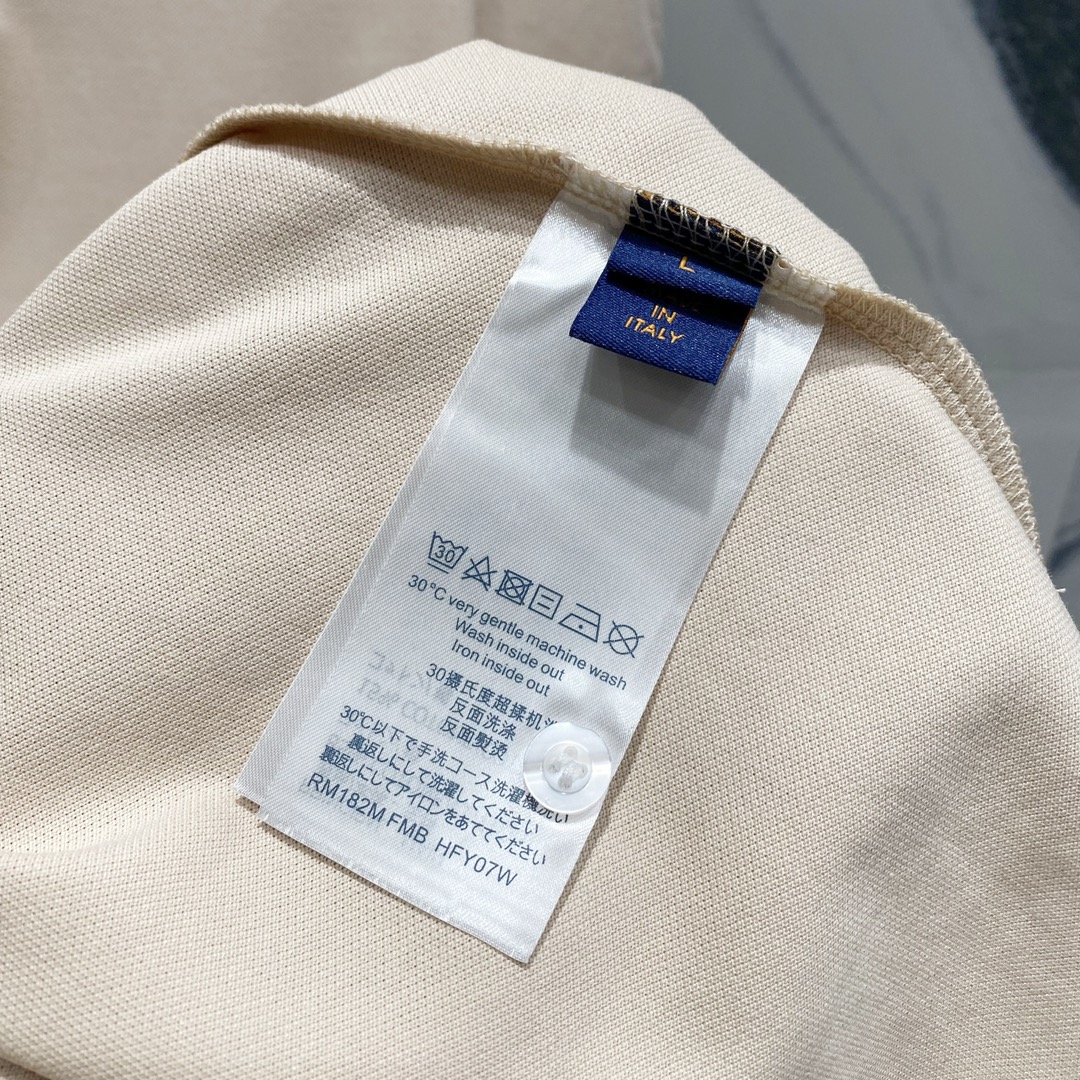 L
IN
ITALY
30
30°C very gentle machine wash
Wash inside out
Iron inside out
30摄氏度超揉机
反面洗涤
反面熨烫
30℃以下で手洗コース洗濯機洗い
裏返しにして洗濯してください
裏返しにしてアイロンをあててください
RM182M FMB HFY07W